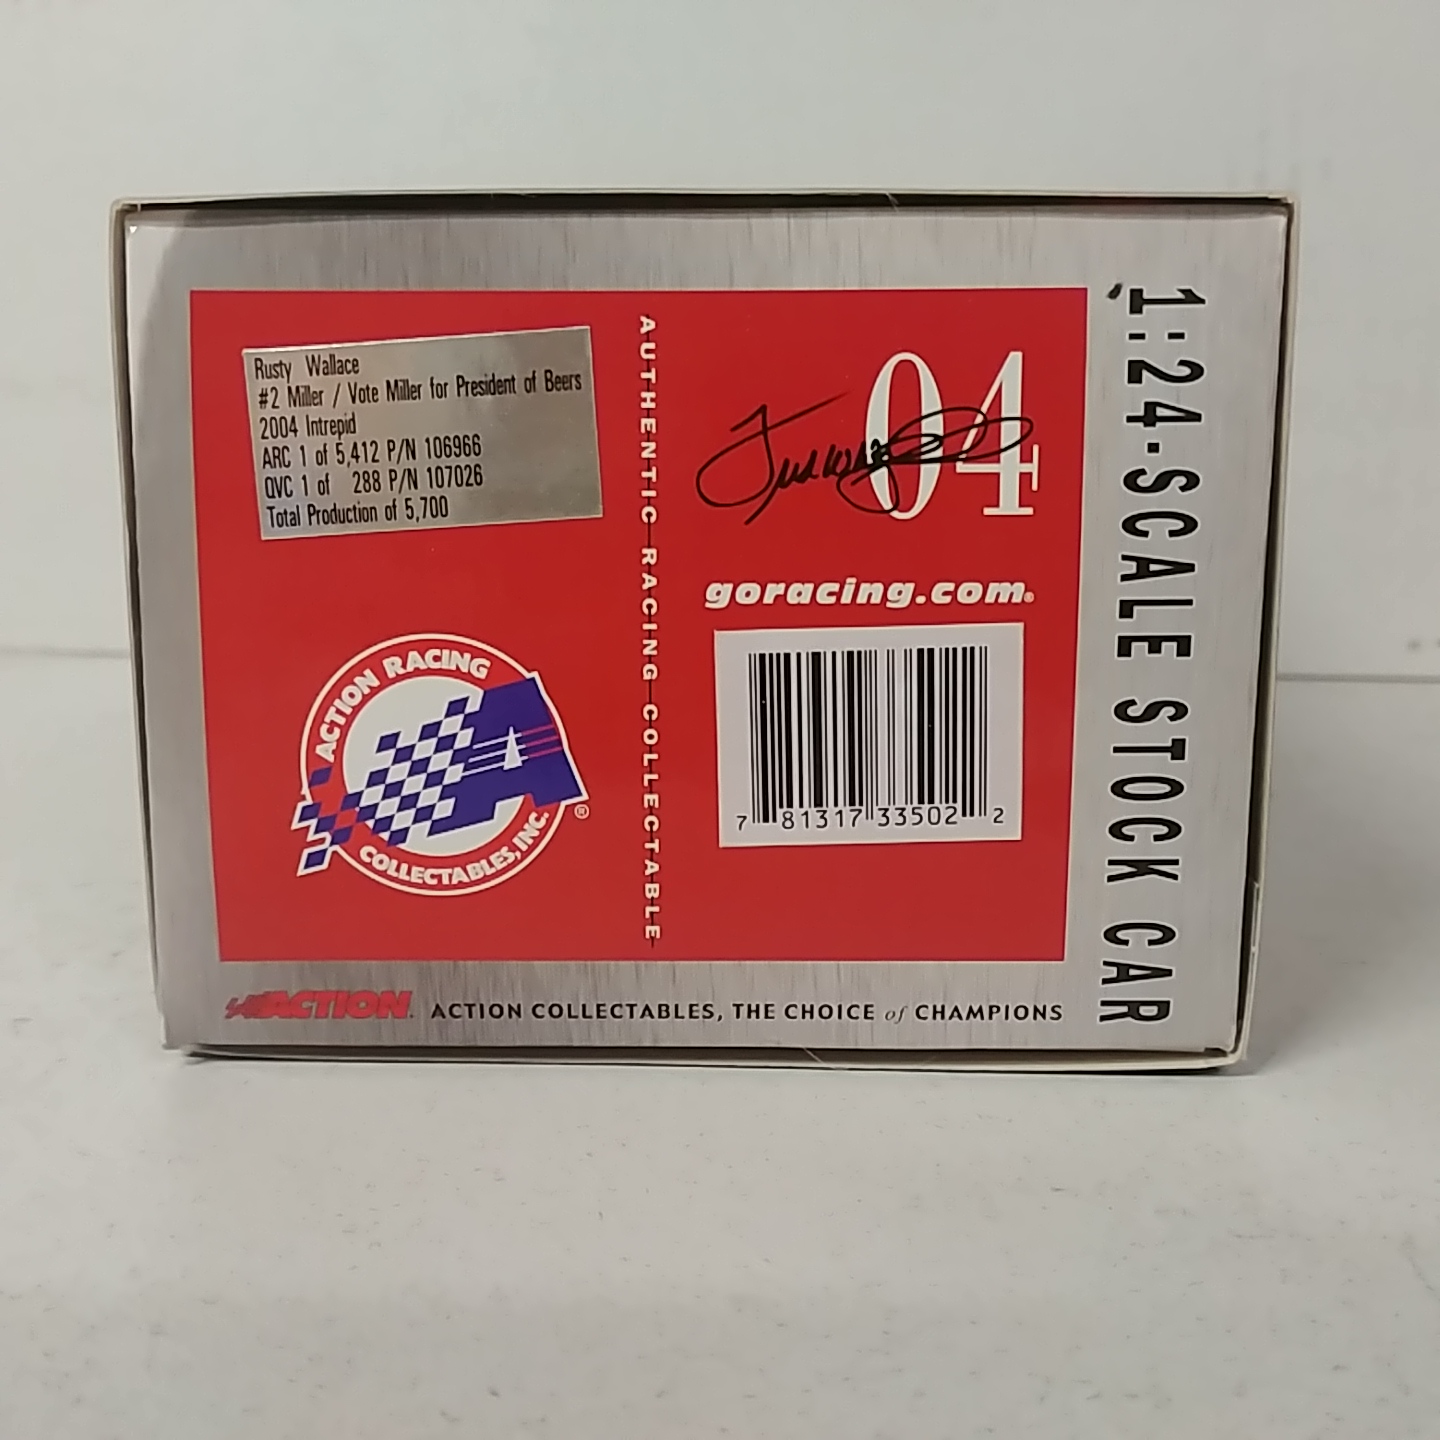 Rusty Wallace
#2 Miller / Vote Miller for President of Beers
2004 Intrepid
ARC 1 of 5,412 P/N 106966
QVC 1 of 288 P/N 107026
Total Production of 5,700
ACTION RACING
COLLECTABLES, INC.
®
AUTHENTIC RACING COLLECTABLE
04
goracing.com®
7 81317 33502 2
1:24-SCALE STOCK CAR
ACTION. ACTION COLLECTABLES, THE CHOICE of CHAMPIONS